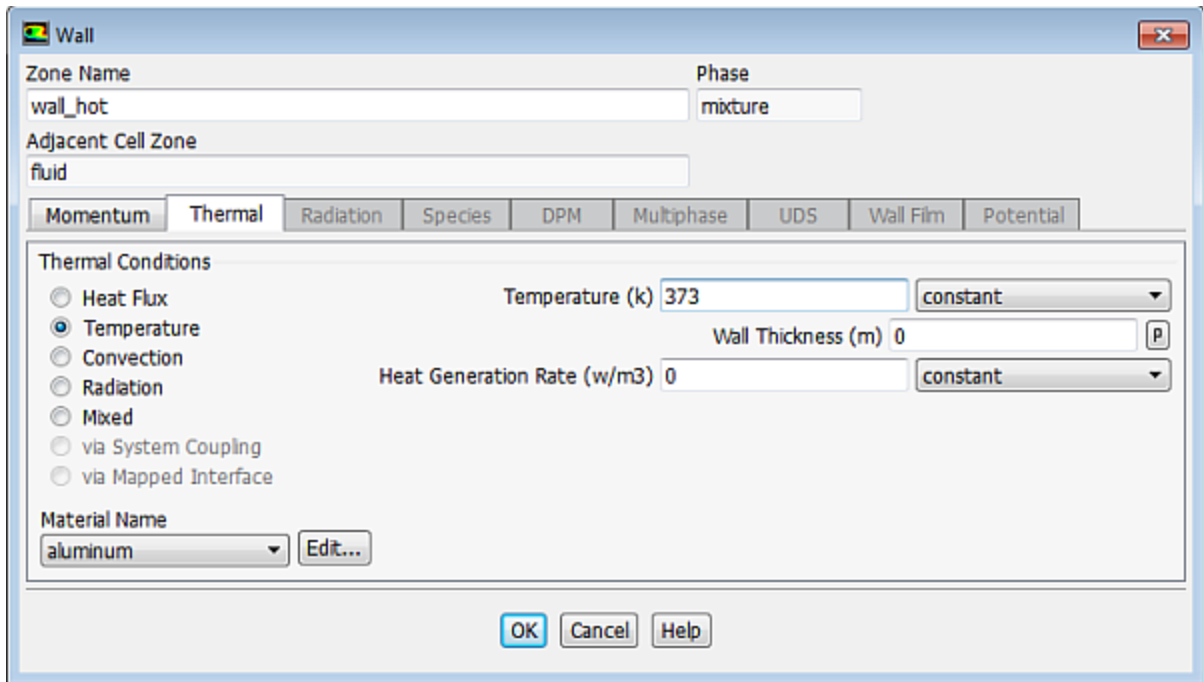 Wall
Zone Name Phase
wall_hot mixture
Adjacent Cell Zone
fluid
Momentum Thermal Radiation Species DPM Multiphase UDS Wall Film Potential
Thermal Conditions
Heat Flux Temperature (k) 373 constant
Temperature Wall Thickness (m) 0 P
Convection
Heat Generation Rate (w/m3) 0 constant
Radiation
Mixed
via System Coupling
via Mapped Interface
Material Name
aluminum Edit...
OK Cancel Help